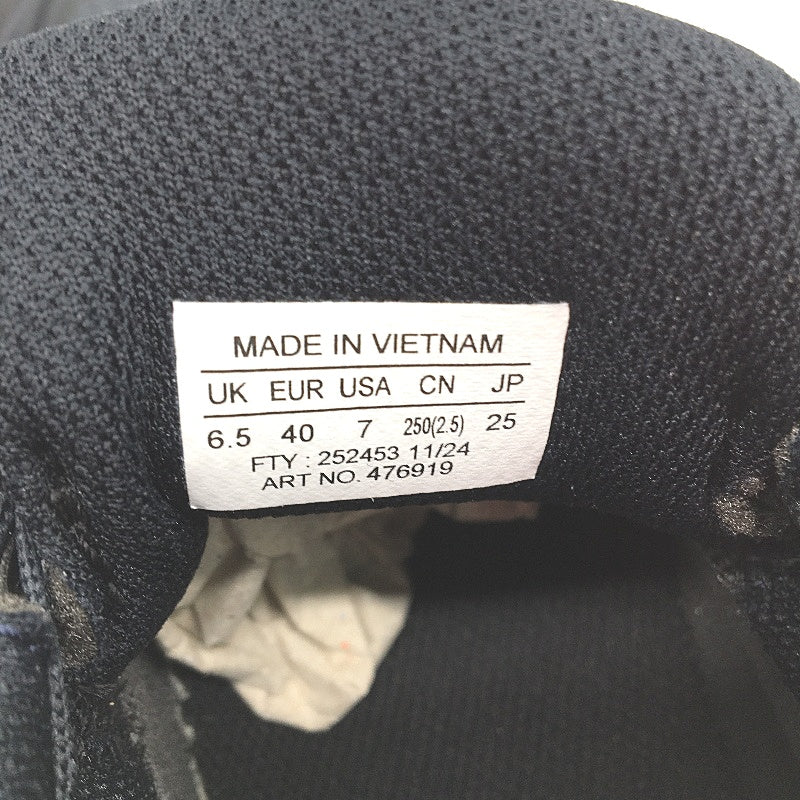 MADE IN VIETNAM
UK EUR USA CN JP
6.5 40 7 250(2.5) 25
FTY : 252453 11/24
ART NO. 476919